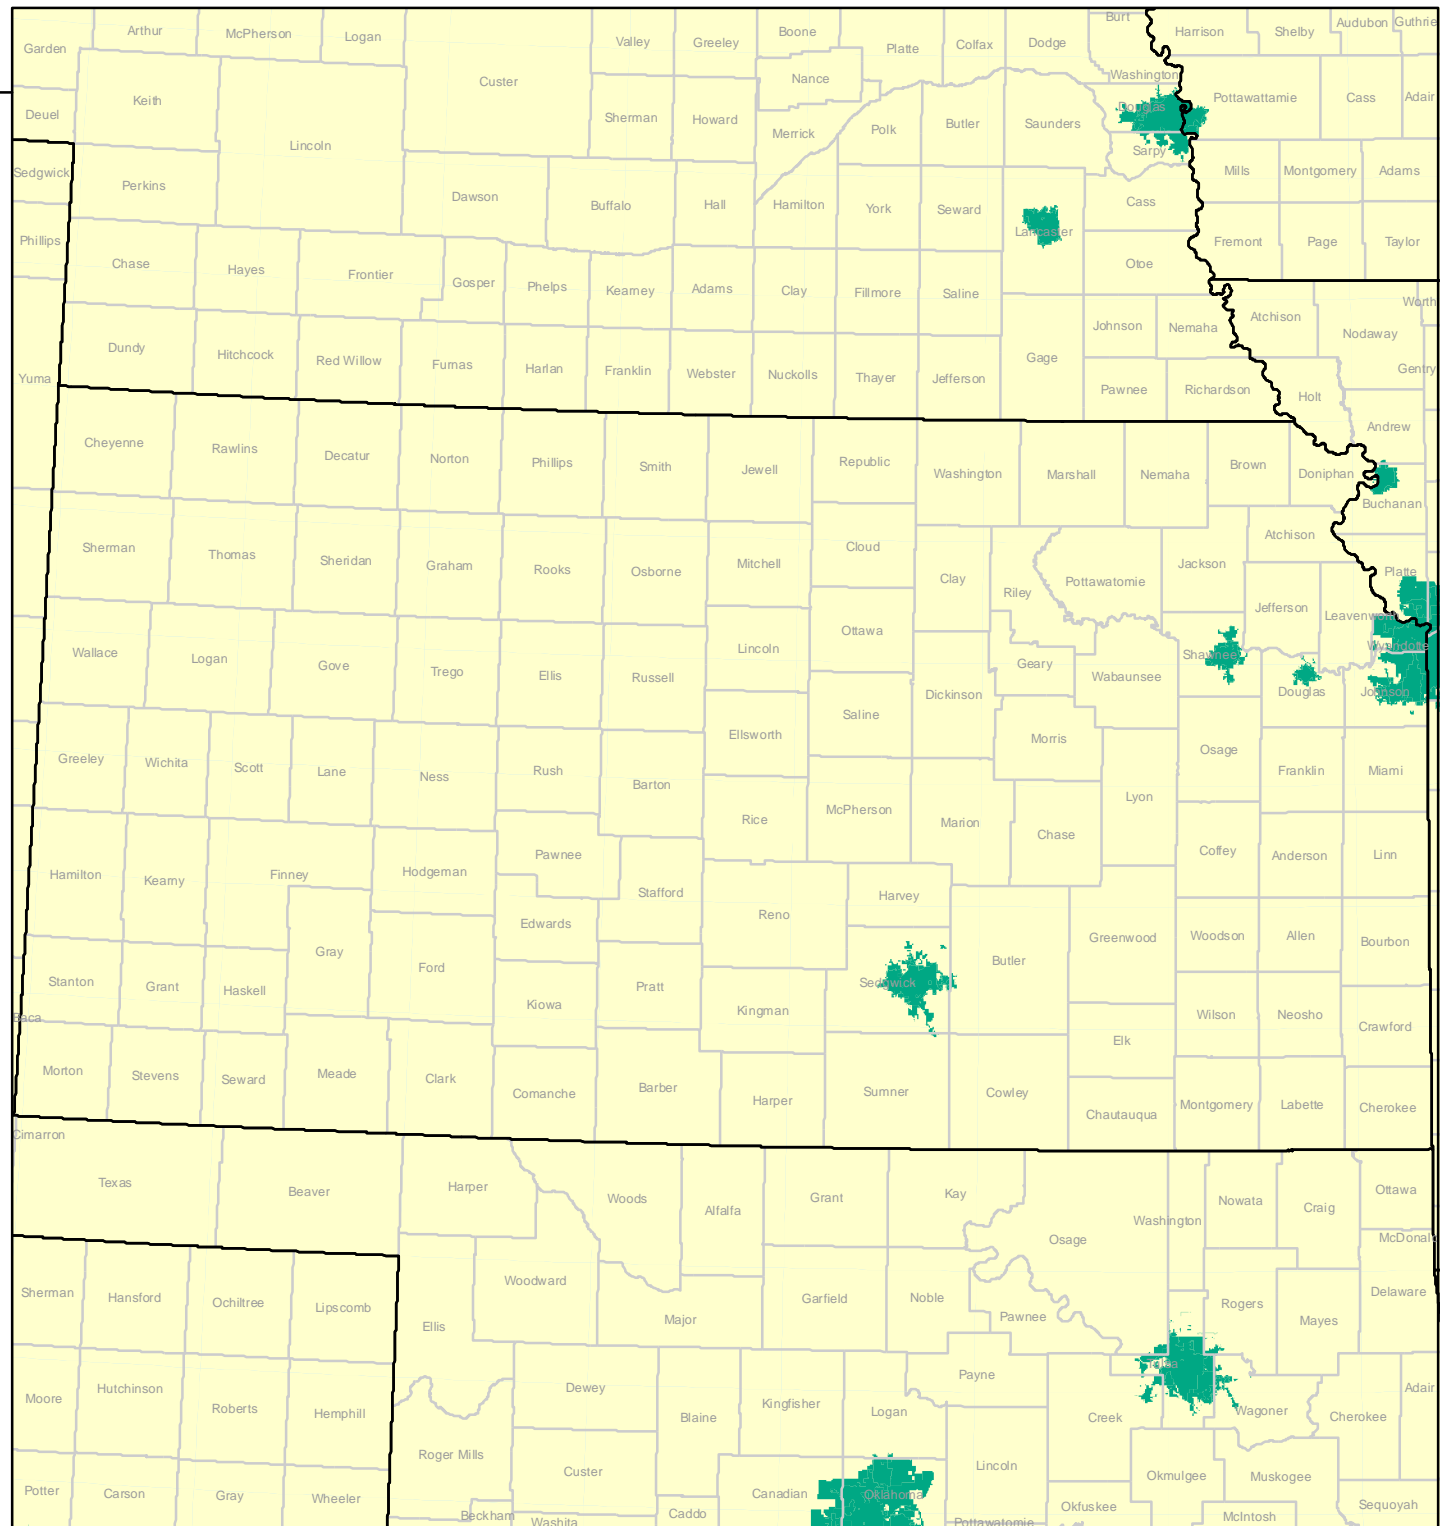 Garden
Arthur
McPherson
Logan
Valley
Greeley
Boone
Platte
Colfax
Dodge
Burt
Harrison
Shelby
Audubon
Guthrie
Deuel
Keith
Custer
Nance
Washington
Pottawattamie
Cass
Adair
Lincoln
Sherman
Howard
Merrick
Polk
Butler
Saunders
Douglas
Sarpy
Sedgwick
Perkins
Dawson
Buffalo
Hall
Hamilton
York
Seward
Lancaster
Cass
Mills
Montgomery
Adams
Phillips
Chase
Hayes
Frontier
Gosper
Phelps
Kearney
Adams
Clay
Fillmore
Saline
Otoe
Fremont
Page
Taylor
Yuma
Dundy
Hitchcock
Red Willow
Furnas
Harlan
Franklin
Webster
Nuckolls
Thayer
Jefferson
Gage
Johnson
Nemaha
Pawnee
Richardson
Atchison
Nodaway
Worth
Gentry
Holt
Andrew
Cheyenne
Rawlins
Decatur
Norton
Phillips
Smith
Jewell
Republic
Washington
Marshall
Nemaha
Brown
Doniphan
Buchanan
Sherman
Thomas
Sheridan
Graham
Rooks
Osborne
Mitchell
Cloud
Clay
Riley
Pottawatomie
Jackson
Atchison
Platte
Jefferson
Leavenworth
Wallace
Logan
Gove
Trego
Ellis
Russell
Lincoln
Ottawa
Dickinson
Geary
Wabaunsee
Shawnee
Douglas
Wyandotte
Johnson
Saline
Greeley
Wichita
Scott
Lane
Ness
Rush
Barton
Ellsworth
Morris
Osage
Franklin
Miami
Rice
McPherson
Marion
Chase
Lyon
Coffey
Anderson
Linn
Hamilton
Kearny
Finney
Hodgeman
Pawnee
Stafford
Reno
Harvey
Gray
Edwards
Greenwood
Woodson
Allen
Bourbon
Stanton
Grant
Haskell
Ford
Kiowa
Pratt
Kingman
Sedgwick
Butler
Wilson
Neosho
Crawford
Baca
Elk
Morton
Stevens
Seward
Meade
Clark
Comanche
Barber
Harper
Sumner
Cowley
Chautauqua
Montgomery
Labette
Cherokee
Cimarron
Texas
Beaver
Harper
Woods
Alfalfa
Grant
Kay
Osage
Washington
Nowata
Craig
Ottawa
McDonald
Sherman
Hansford
Ochiltree
Lipscomb
Ellis
Woodward
Major
Garfield
Noble
Pawnee
Rogers
Mayes
Delaware
Moore
Hutchinson
Roberts
Hemphill
Dewey
Blaine
Kingfisher
Logan
Payne
Creek
Tulsa
Wagoner
Cherokee
Adair
Roger Mills
Custer
Canadian
Oklahoma
Lincoln
Okmulgee
Muskogee
Potter
Carson
Gray
Wheeler
Beckham
Washita
Caddo
Pottawatomie
Okfuskee
McIntosh
Sequoyah